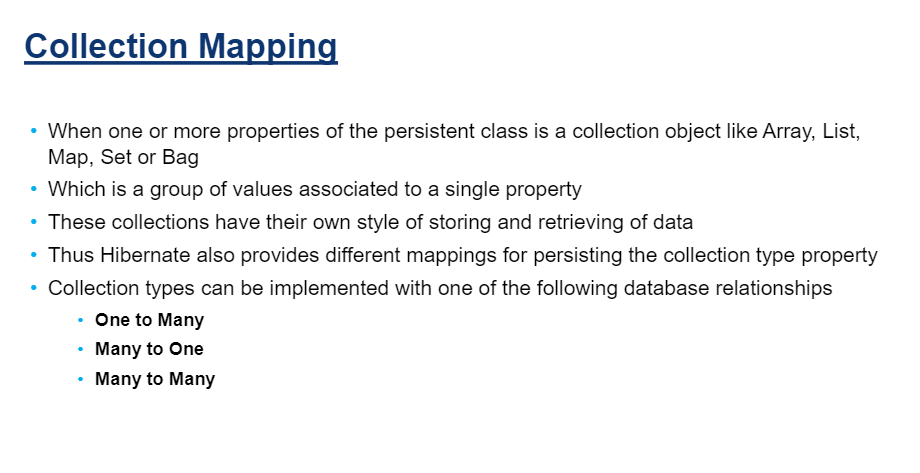 Collection Mapping
• When one or more properties of the persistent class is a collection object like Array, List,
Map, Set or Bag
• Which is a group of values associated to a single property
• These collections have their own style of storing and retrieving of data
• Thus Hibernate also provides different mappings for persisting the collection type property
• Collection types can be implemented with one of the following database relationships
• One to Many
• Many to One
• Many to Many